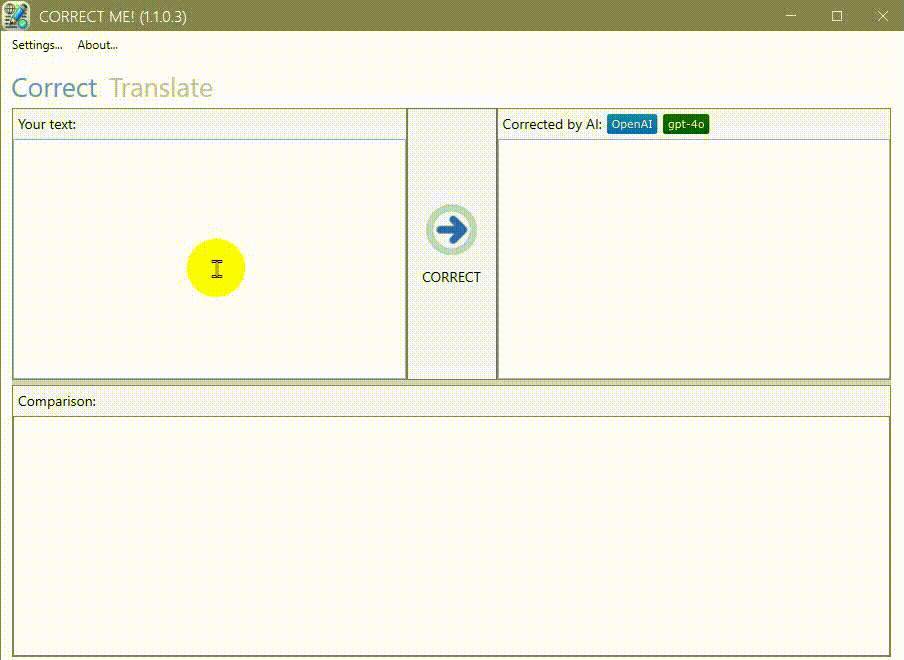 CORRECT ME! (1.1.0.3)
Settings... About...
Correct Translate
Your text:
Corrected by AI: OpenAI gpt-4o
CORRECT
Comparison: